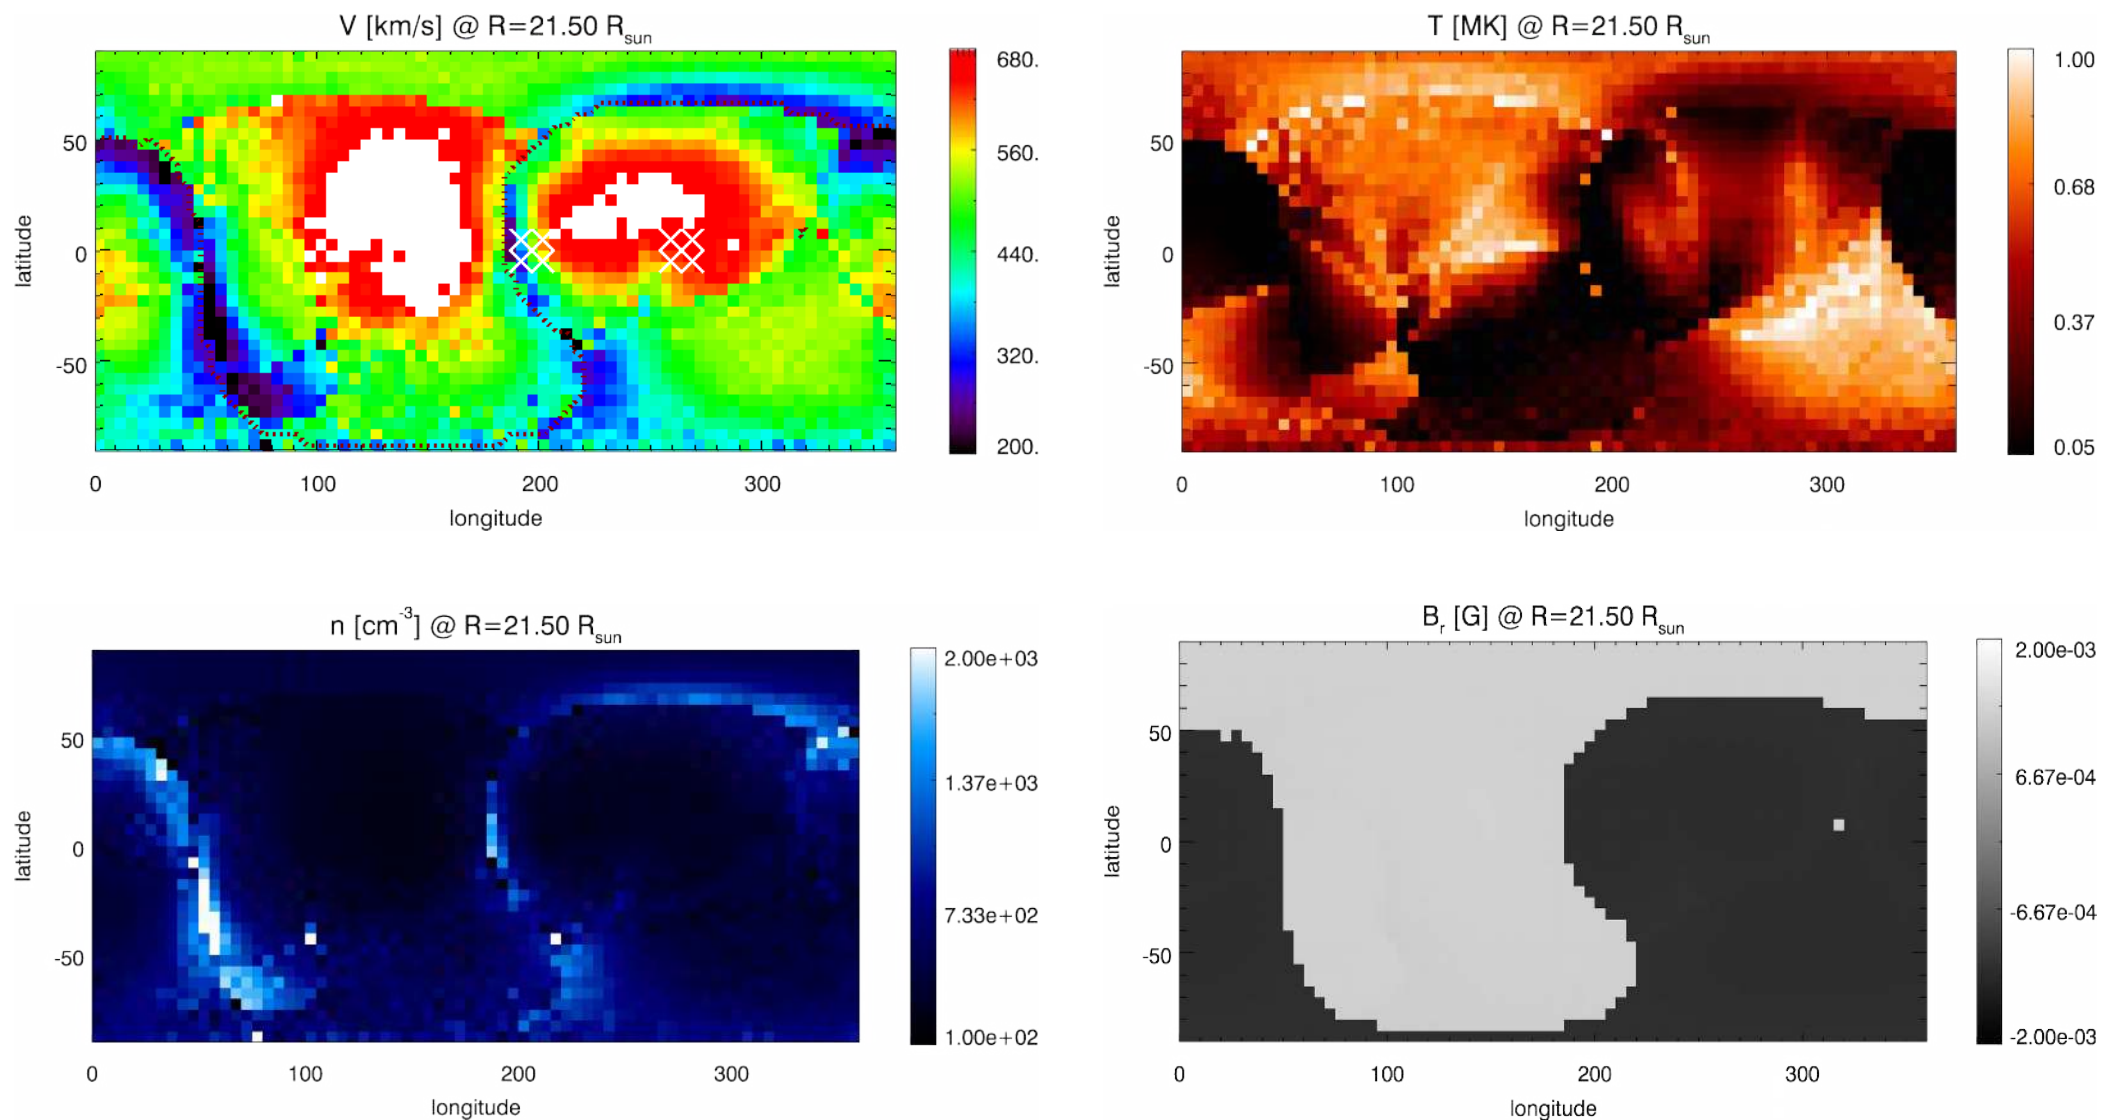 V [km/s] @ R=21.50 Rsun
680.
560.
440.
320.
200.
50
0
-50
latitude
0
100
200
300
longitude
T [MK] @ R=21.50 Rsun
1.00
0.68
0.37
0.05
50
0
-50
latitude
0
100
200
300
longitude
n [cm-3] @ R=21.50 Rsun
2.00e+03
1.37e+03
7.33e+02
1.00e+02
50
0
-50
latitude
0
100
200
300
longitude
Br [G] @ R=21.50 Rsun
2.00e-03
6.67e-04
-6.67e-04
-2.00e-03
50
0
-50
latitude
0
100
200
300
longitude